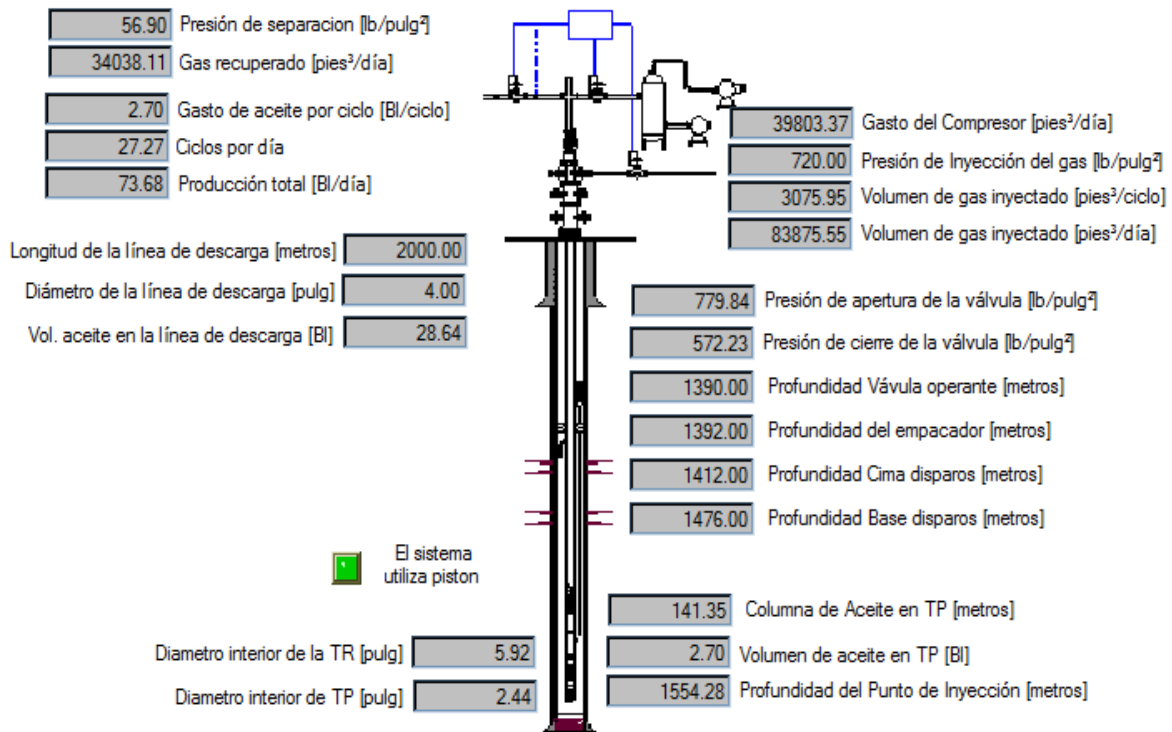 56.90 Presión de separacion [lb/pulg²]
34038.11 Gas recuperado [pies³/día]
2.70 Gasto de aceite por ciclo [Bl/ciclo]
27.27 Ciclos por día
73.68 Producción total [Bl/día]
39803.37 Gasto del Compresor [pies³/día]
720.00 Presión de Inyección del gas [lb/pulg²]
3075.95 Volumen de gas inyectado [pies³/ciclo]
83875.55 Volumen de gas inyectado [pies³/día]
Longitud de la línea de descarga [metros] 2000.00
Diámetro de la línea de descarga [pulg] 4.00
Vol. aceite en la línea de descarga [Bl] 28.64
779.84 Presión de apertura de la válvula [lb/pulg²]
572.23 Presión de cierre de la válvula [lb/pulg²]
1390.00 Profundidad Vávula operante [metros]
1392.00 Profundidad del empacador [metros]
1412.00 Profundidad Cima disparos [metros]
1476.00 Profundidad Base disparos [metros]
El sistema
utiliza piston
141.35 Columna de Aceite en TP [metros]
Diametro interior de la TR [pulg] 5.92
2.70 Volumen de aceite en TP [Bl]
Diametro interior de TP [pulg] 2.44
1554.28 Profundidad del Punto de Inyección [metros]